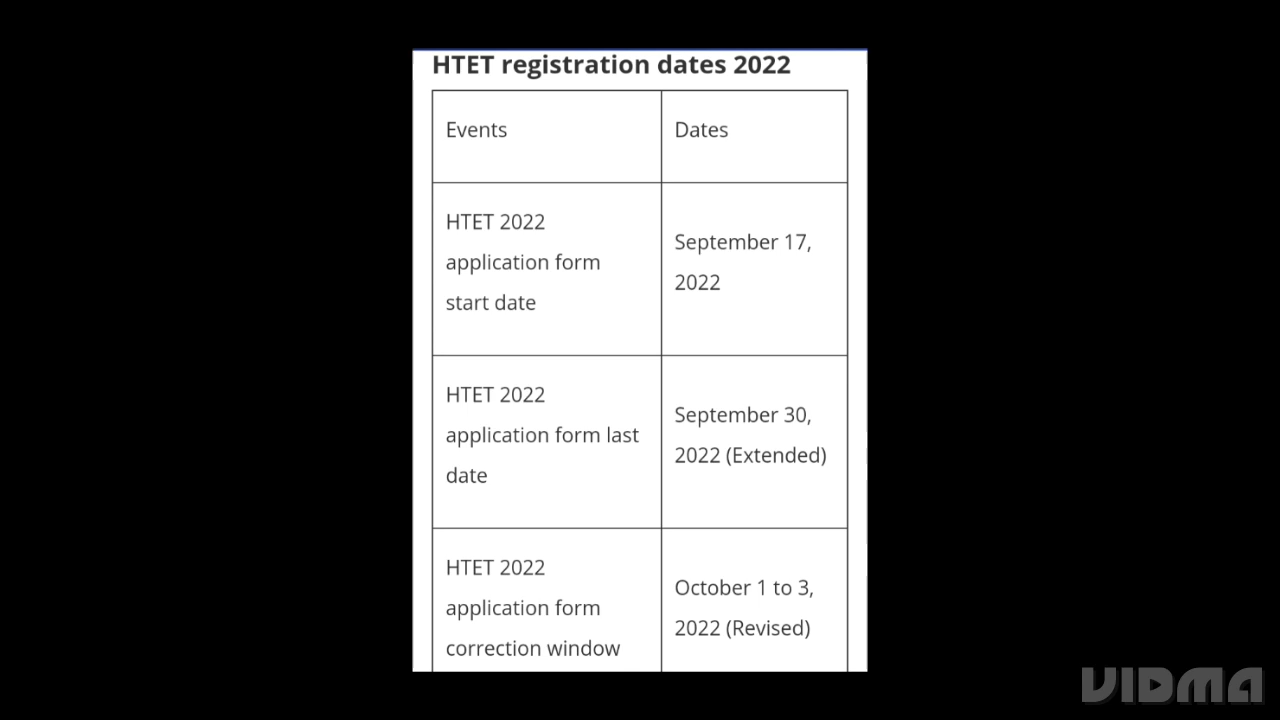 HTET registration dates 2022
Events
Dates
HTET 2022
application form
start date
September 17,
2022
HTET 2022
application form last
date
September 30,
2022 (Extended)
HTET 2022
application form
correction window
October 1 to 3,
2022 (Revised)
VIDMA